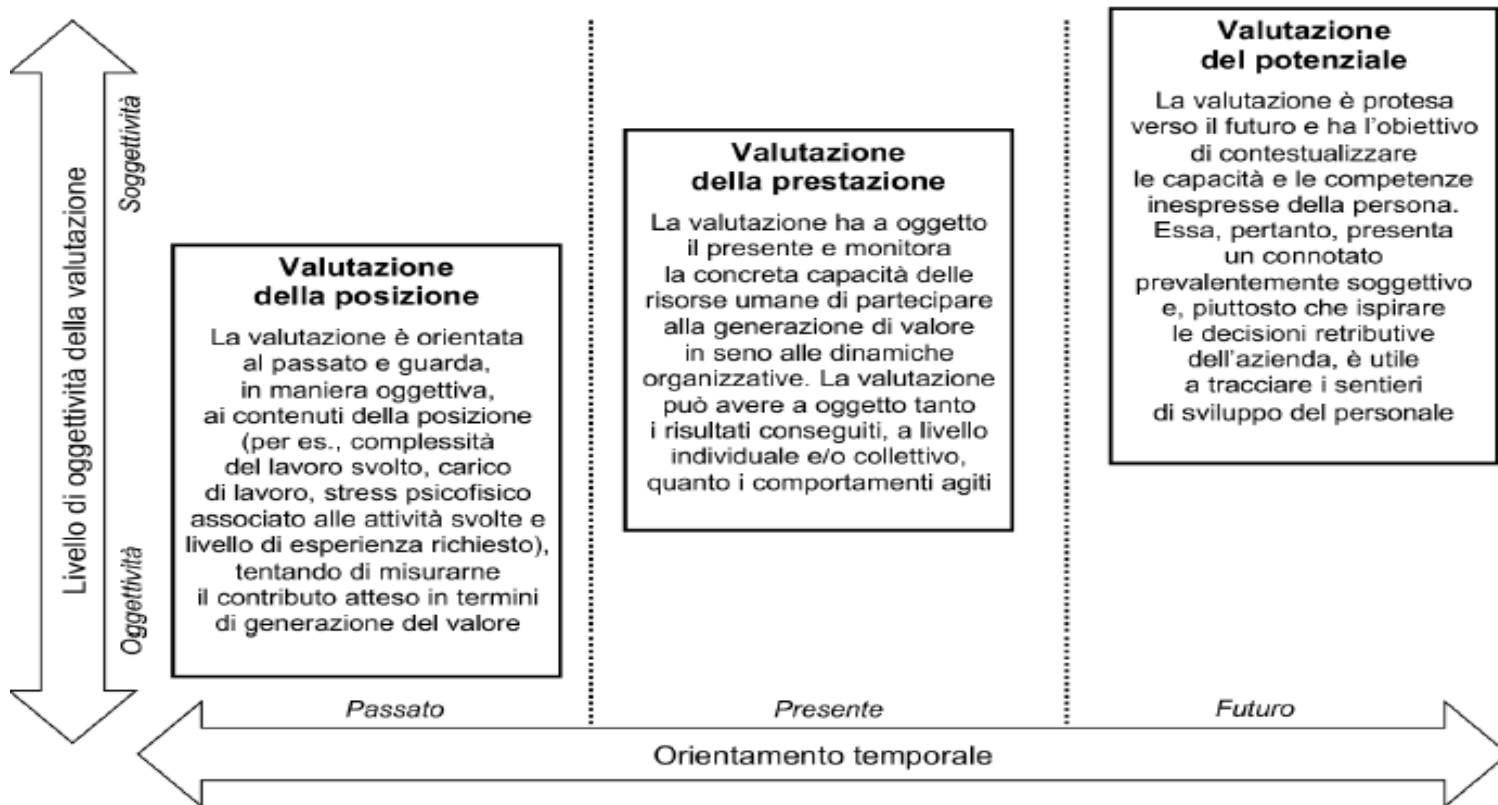 Livello di oggettività della valutazione
Soggettività
Oggettività
Valutazione
della posizione
La valutazione è orientata
al passato e guarda,
in maniera oggettiva,
ai contenuti della posizione
(per es., complessità
del lavoro svolto, carico
di lavoro, stress psicofisico
associato alle attività svolte e
livello di esperienza richiesto),
tentando di misurarne
il contributo atteso in termini
di generazione del valore
Valutazione
della prestazione
La valutazione ha a oggetto
il presente e monitora
la concreta capacità delle
risorse umane di partecipare
alla generazione di valore
in seno alle dinamiche
organizzative. La valutazione
può avere a oggetto tanto
i risultati conseguiti, a livello
individuale e/o collettivo,
quanto i comportamenti agiti
Valutazione
del potenziale
La valutazione è protesa
verso il futuro e ha l'obiettivo
di contestualizzare
le capacità e le competenze
inespresse della persona.
Essa, pertanto, presenta
un connotato
prevalentemente soggettivo
e, piuttosto che ispirare
le decisioni retributive
dell'azienda, è utile
a tracciare i sentieri
di sviluppo del personale
Passato
Presente
Futuro
Orientamento temporale